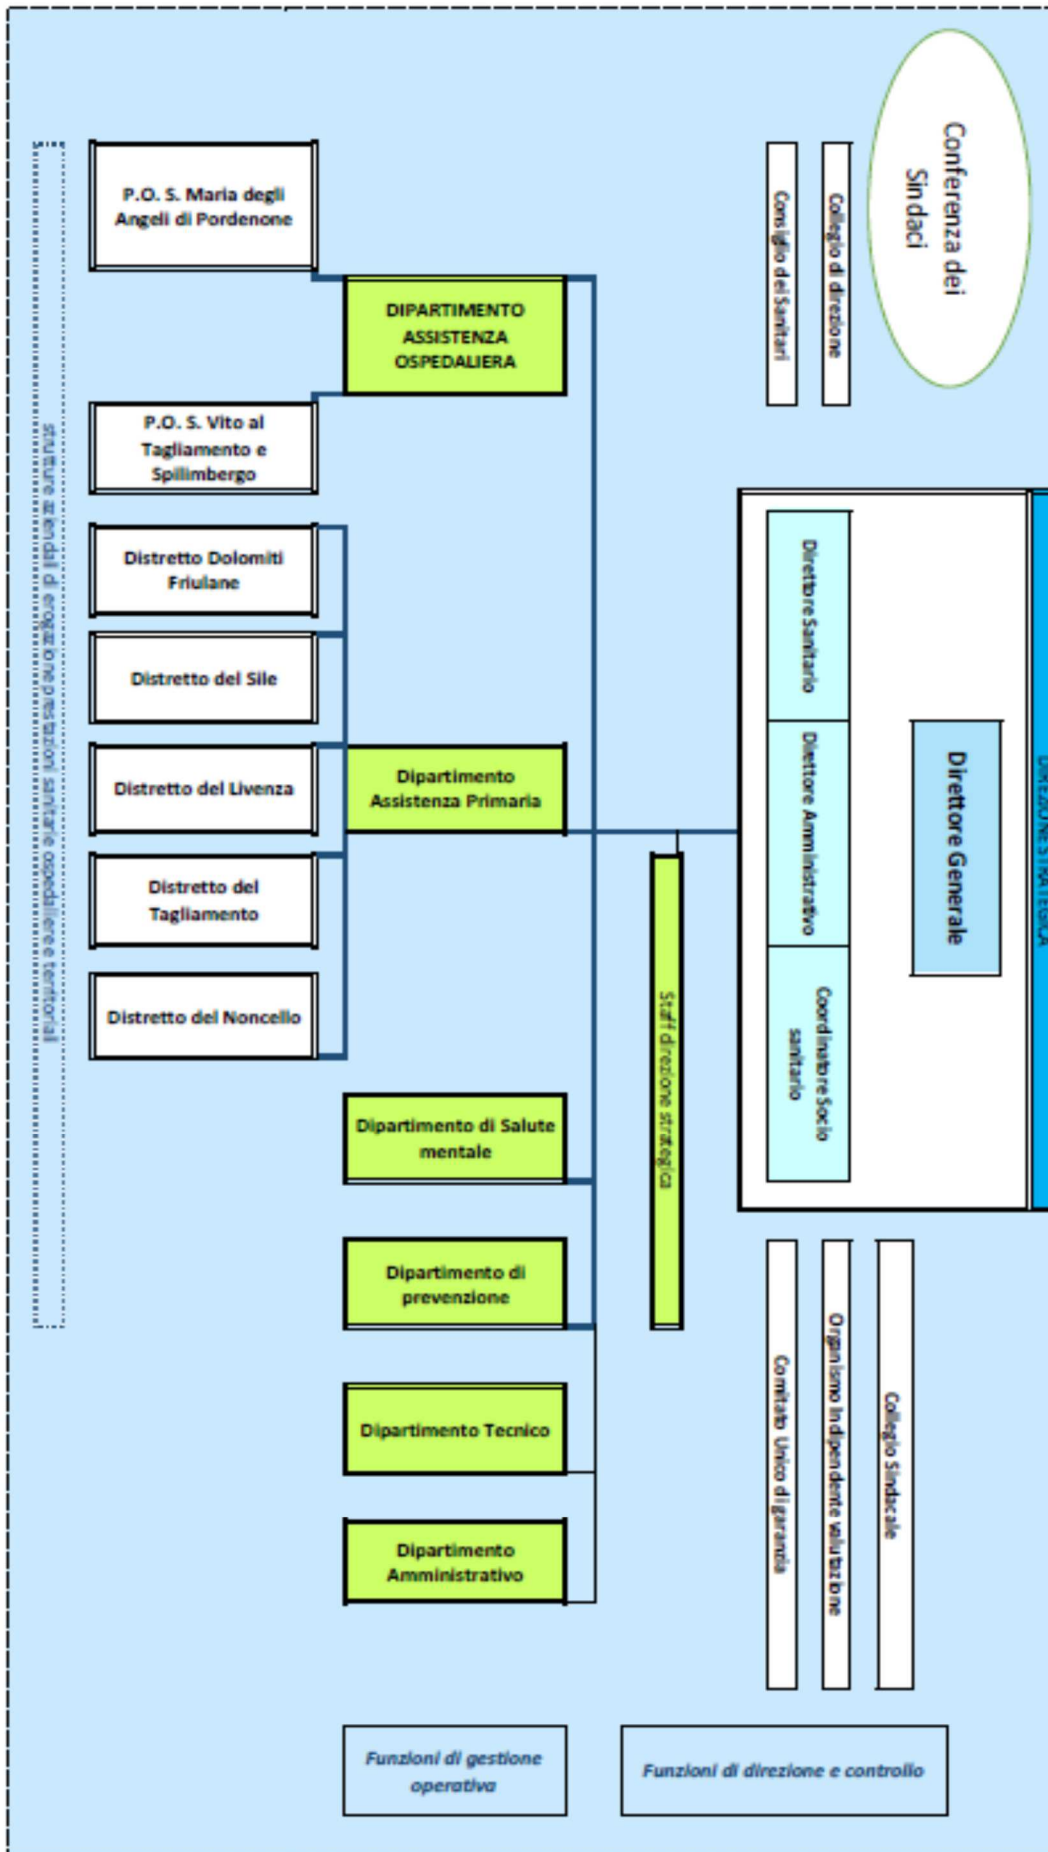 Conferenza dei
Sindaci
Collegio di direzione
Consiglio dei Sanitari
DIREZIONE STRATEGICA
Direttore Generale
Direttore Sanitario
Direttore Amministrativo
Coordinatore Socio
sanitario
Collegio Sindacale
Organismo Indipendente valutazione
Comitato Unico di garanzia
Staff direzione strategica
Funzioni di direzione e controllo
DIPARTIMENTO
ASSISTENZA
OSPEDALIERA
Dipartimento
Assistenza Primaria
Dipartimento di Salute
mentale
Dipartimento di
prevenzione
Dipartimento Tecnico
Dipartimento
Amministrativo
Funzioni di gestione
operativa
P.O. S. Maria degli
Angeli di Pordenone
P.O. S. Vito al
Tagliamento e
Spilimbergo
Distretto Dolomiti
Friulane
Distretto del Sile
Distretto del Livenza
Distretto del
Tagliamento
Distretto del Noncello
strutture aziendali di erogazione prestazioni sanitarie ospedaliere e territoriali